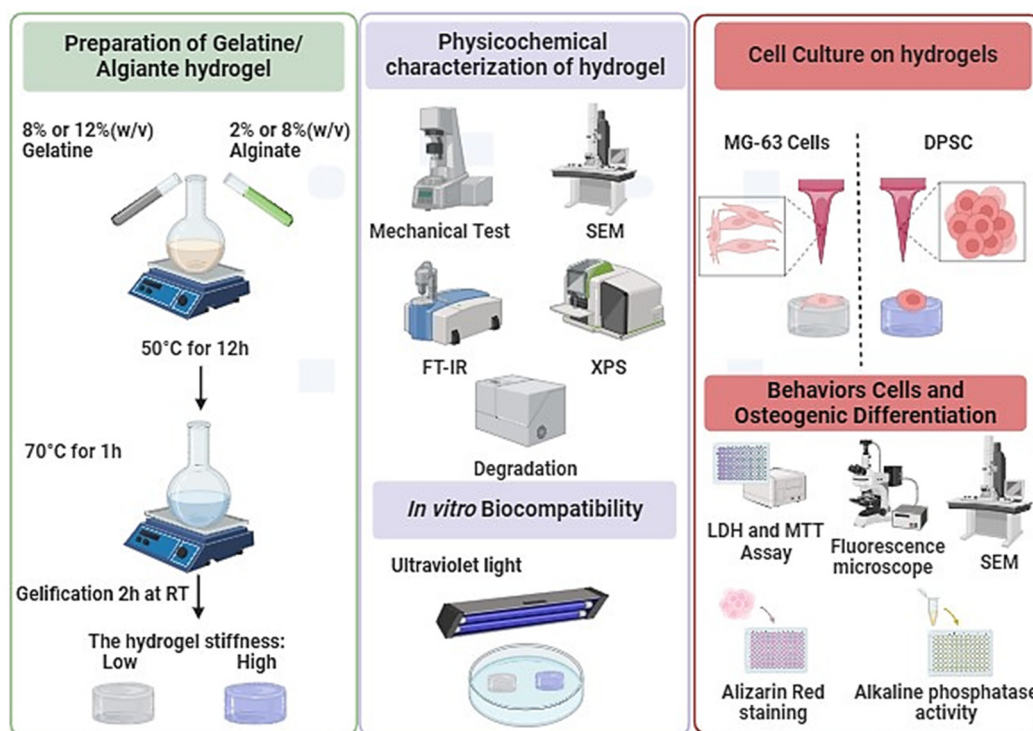 Preparation of Gelatine/
Algiante hydrogel
8% or 12%(w/v)
Gelatine
2% or 8%(w/v)
Alginate
50°C for 12h
70°C for 1h
Gelification 2h at RT
The hydrogel stiffness:
Low
High
Physicochemical
characterization of hydrogel
Mechanical Test
SEM
FT-IR
XPS
Degradation
In vitro Biocompatibility
Ultraviolet light
Cell Culture on hydrogels
MG-63 Cells
DPSC
Behaviors Cells and
Osteogenic Differentiation
LDH and MTT
Assay
Fluorescence
microscope
SEM
Alizarin Red
staining
Alkaline phosphatase
activity